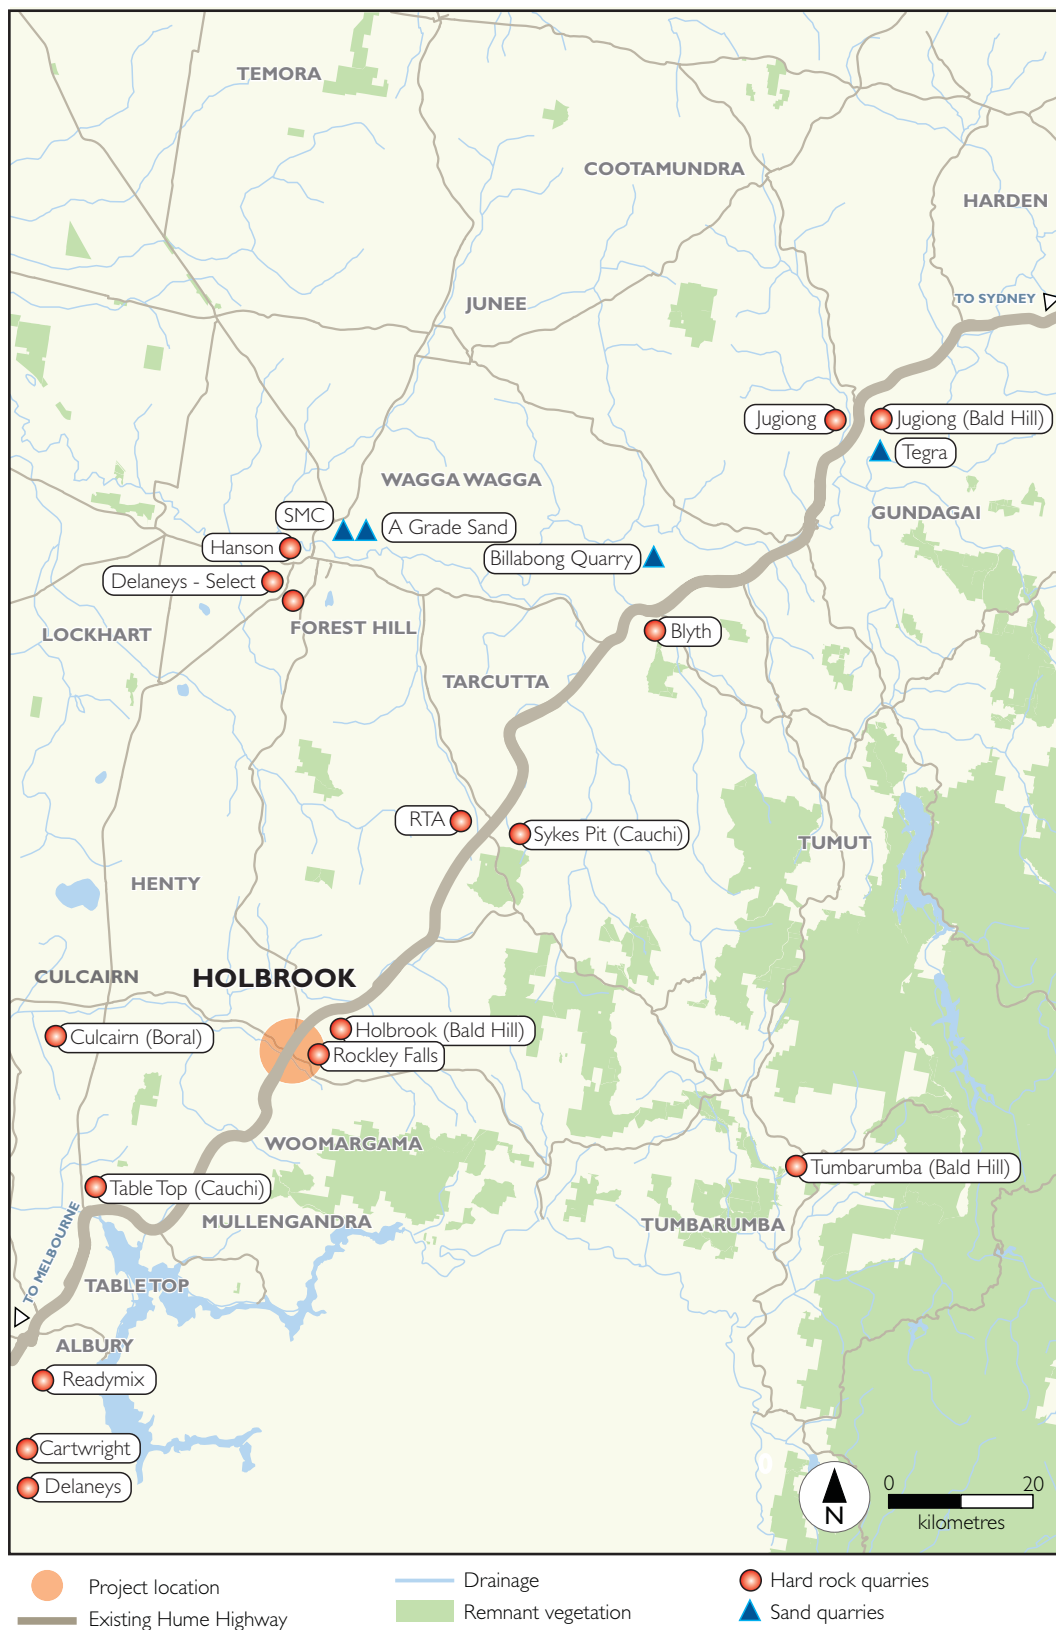 TEMORA
COOTAMUNDRA
HARDEN
TO SYDNEY
JUNEE
Jugiong
Jugiong (Bald Hill)
Tegra
WAGGA WAGGA
GUNDAGAI
SMC
A Grade Sand
Hanson
Billabong Quarry
Delaneys - Select
LOCKHART
FOREST HILL
Blyth
TARCUTTA
RTA
Sykes Pit (Cauchi)
TUMUT
HENTY
CULCAIRN
HOLBROOK
Culcairn (Boral)
Holbrook (Bald Hill)
Rockley Falls
WOOMARGAMA
Tumbarumba (Bald Hill)
Table Top (Cauchi)
MULLENGANDRA
TUMBARUMBA
TO MELBOURNE
TABLE TOP
ALBURY
Readymix
Cartwright
Delaneys
0 20
kilometres
N
Project location
Existing Hume Highway
Drainage
Remnant vegetation
Hard rock quarries
Sand quarries